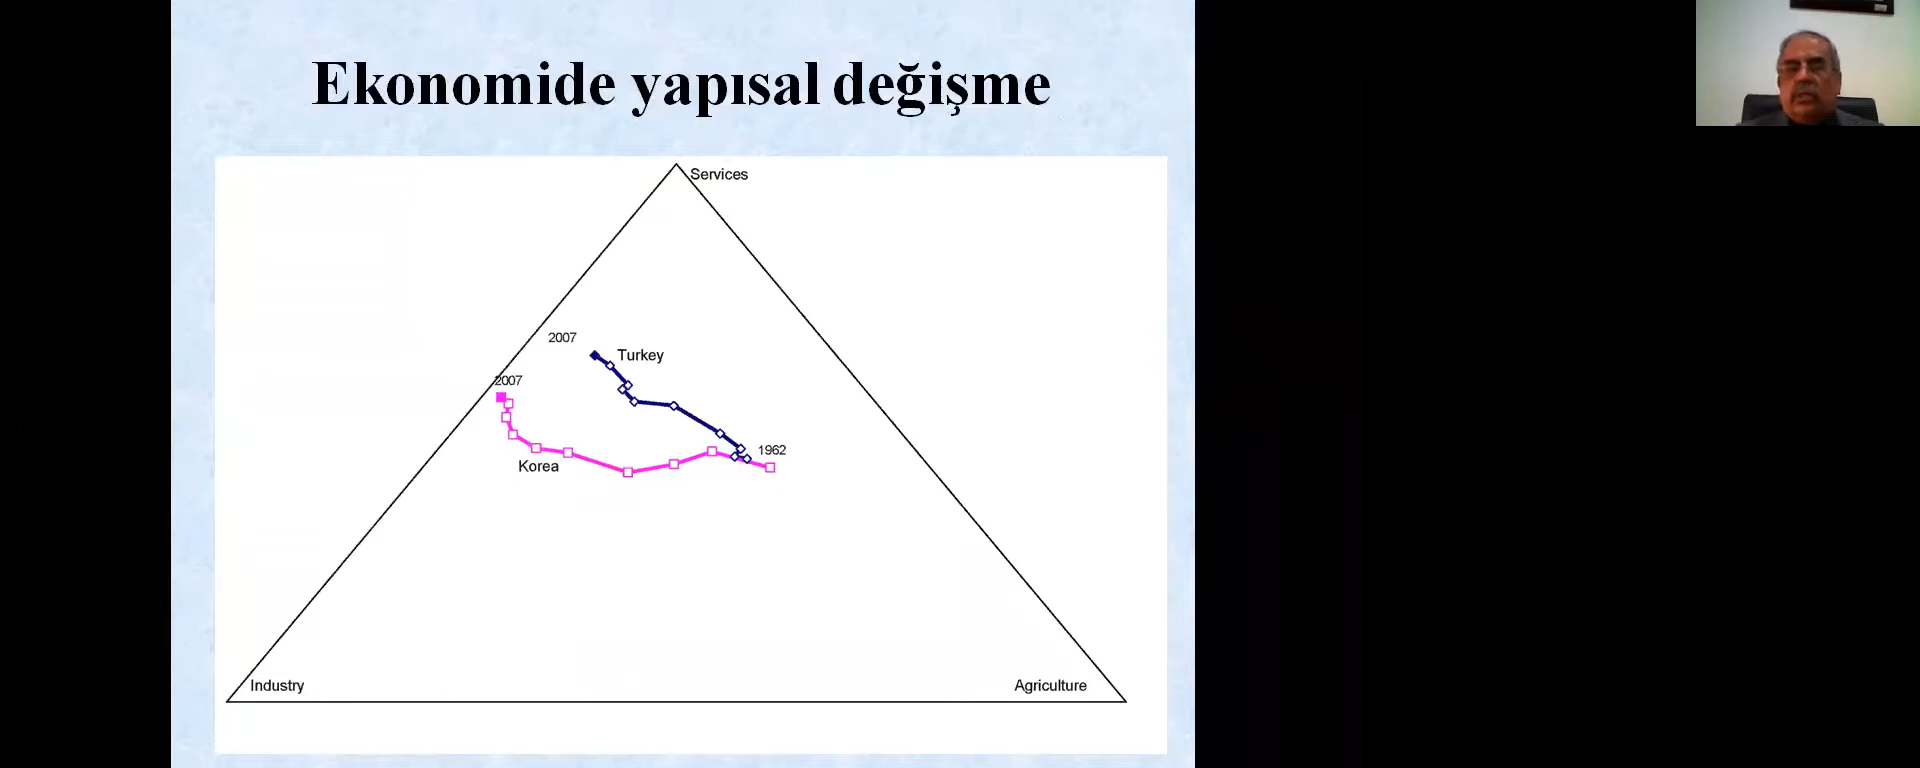 Ekonomide yapısal değişme
Services
2007
Turkey
2007
1962
Korea
Industry
Agriculture